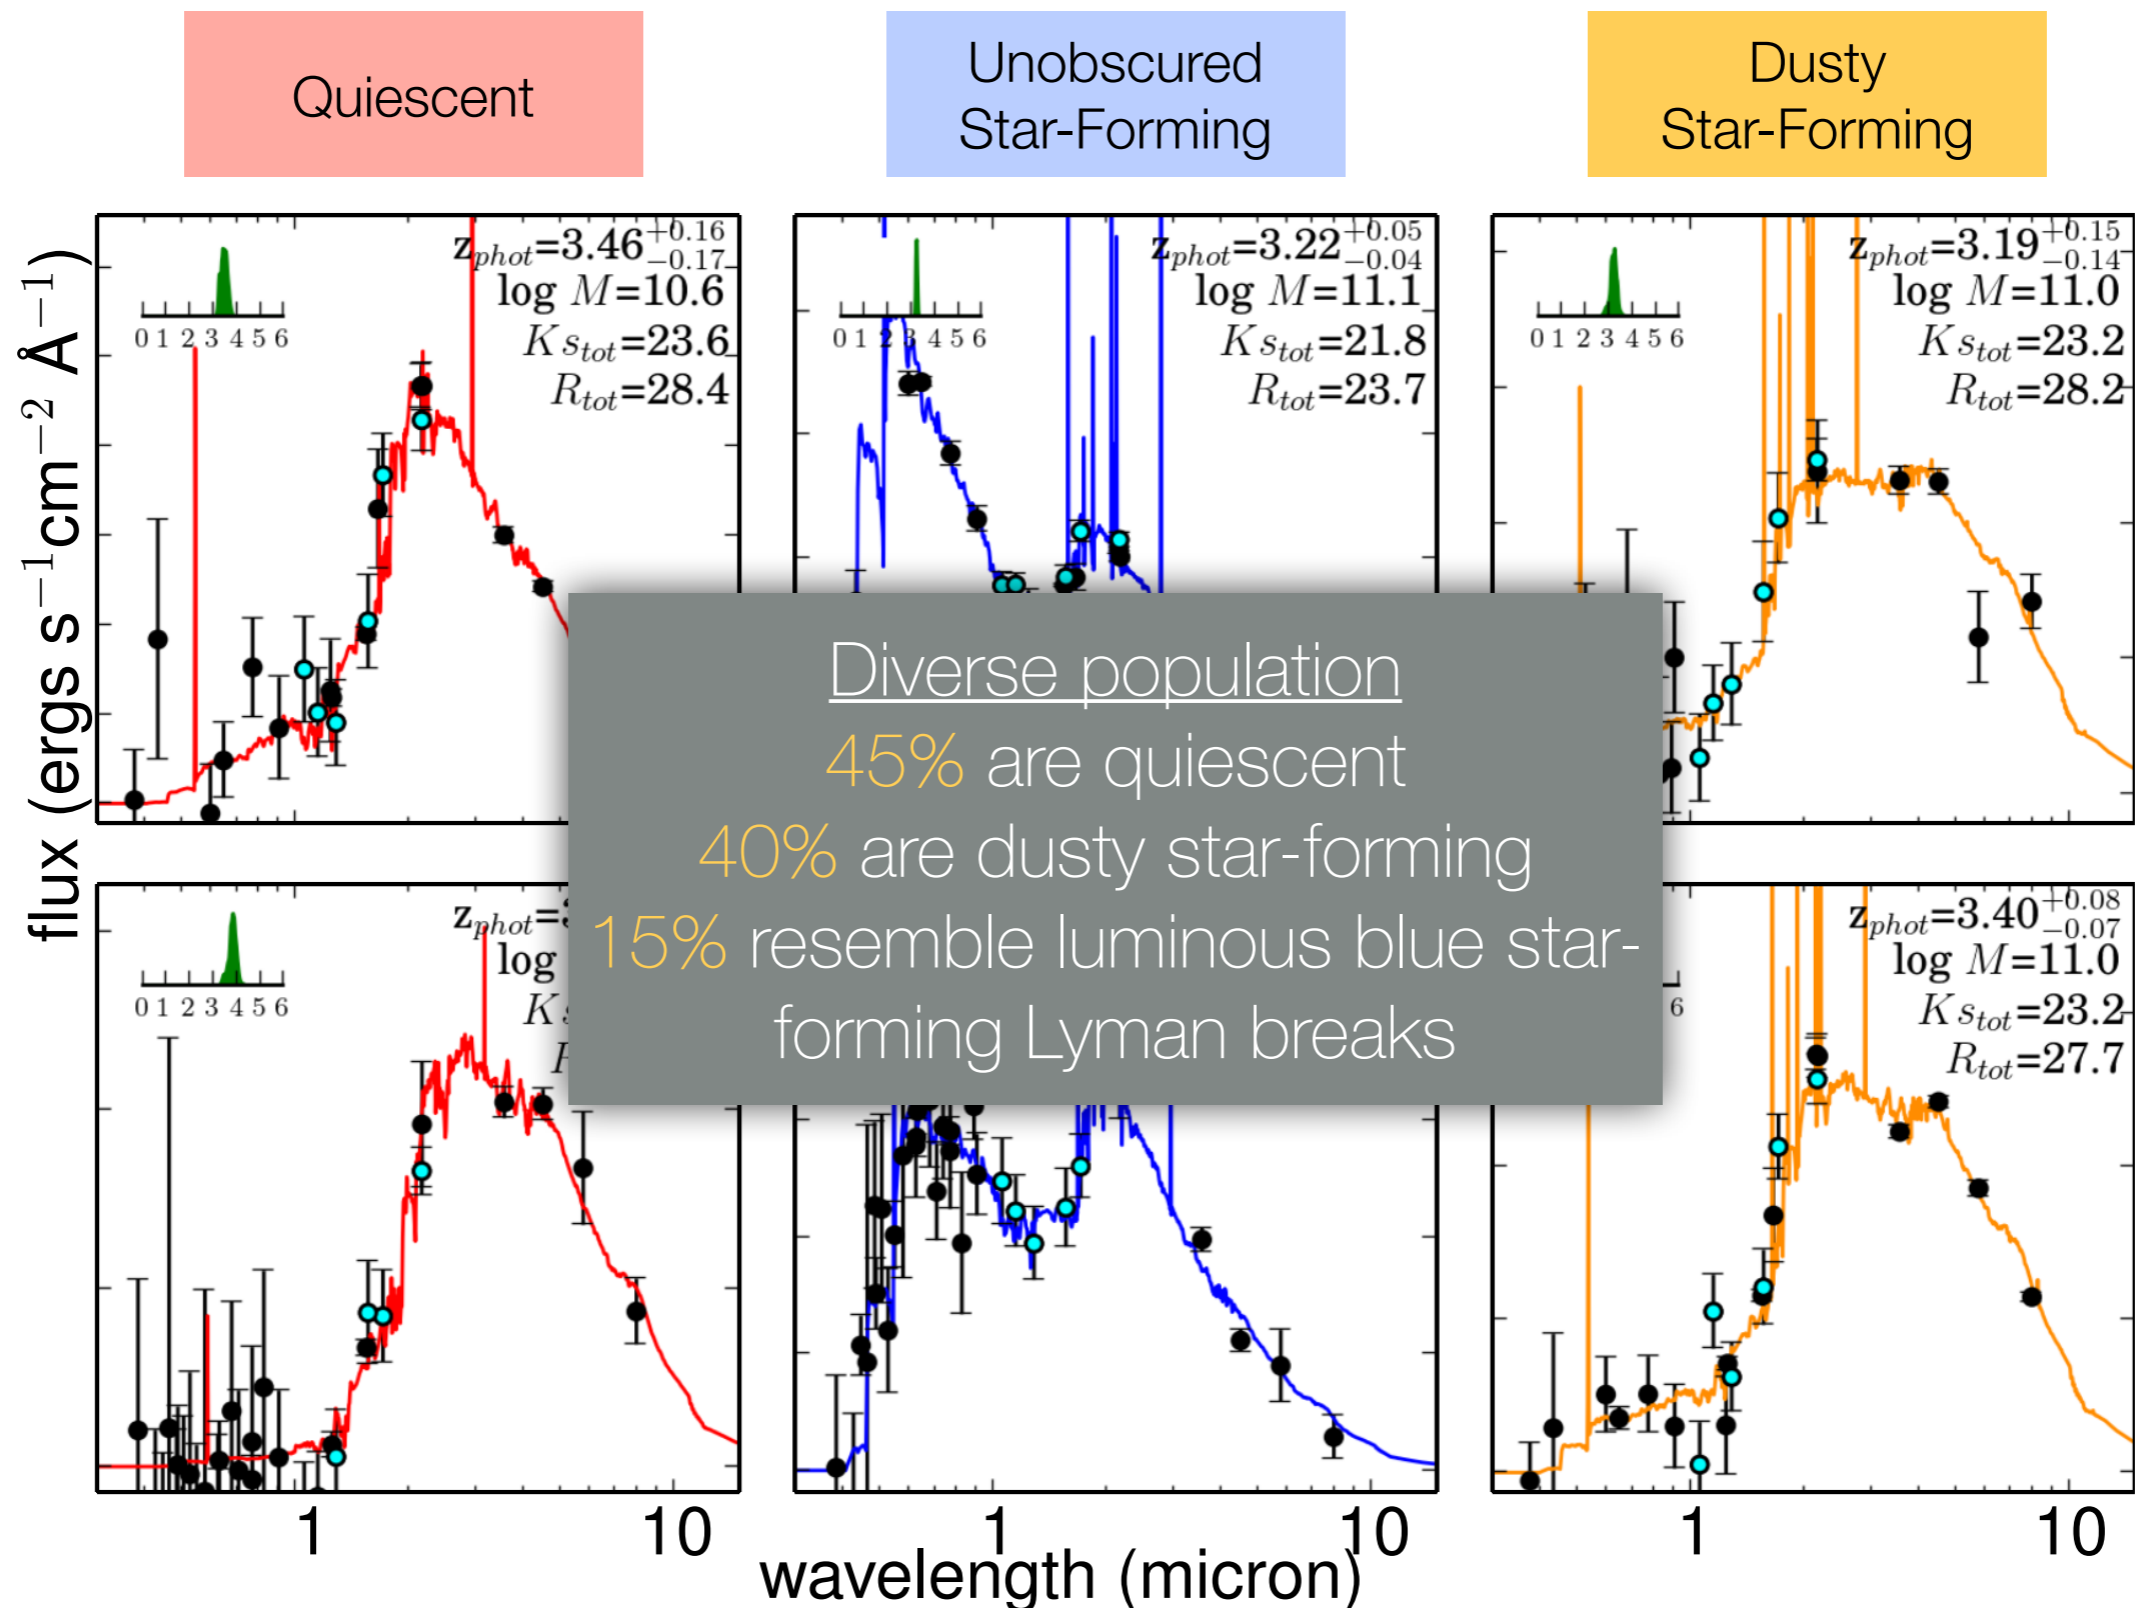 Quiescent
Unobscured
Star-Forming
Dusty
Star-Forming
flux (ergs s⁻¹cm⁻² Å⁻¹)
z_phot=3.46 +0.16 −0.17
log M=10.6
Ks_tot=23.6
R_tot=28.4
0 1 2 3 4 5 6
z_phot=3.22 +0.05 −0.04
log M=11.1
Ks_tot=21.8
R_tot=23.7
0 1 2 3 4 5 6
z_phot=3.19 +0.15 −0.14
log M=11.0
Ks_tot=23.2
R_tot=28.2
0 1 2 3 4 5 6
Diverse population
45% are quiescent
40% are dusty star-forming
15% resemble luminous blue star-
forming Lyman breaks
z_phot=
log
0 1 2 3 4 5 6
z_phot=3.40 +0.08 −0.07
log M=11.0
Ks_tot=23.2
R_tot=27.7
6
1 10
1 10
1 10
wavelength (micron)